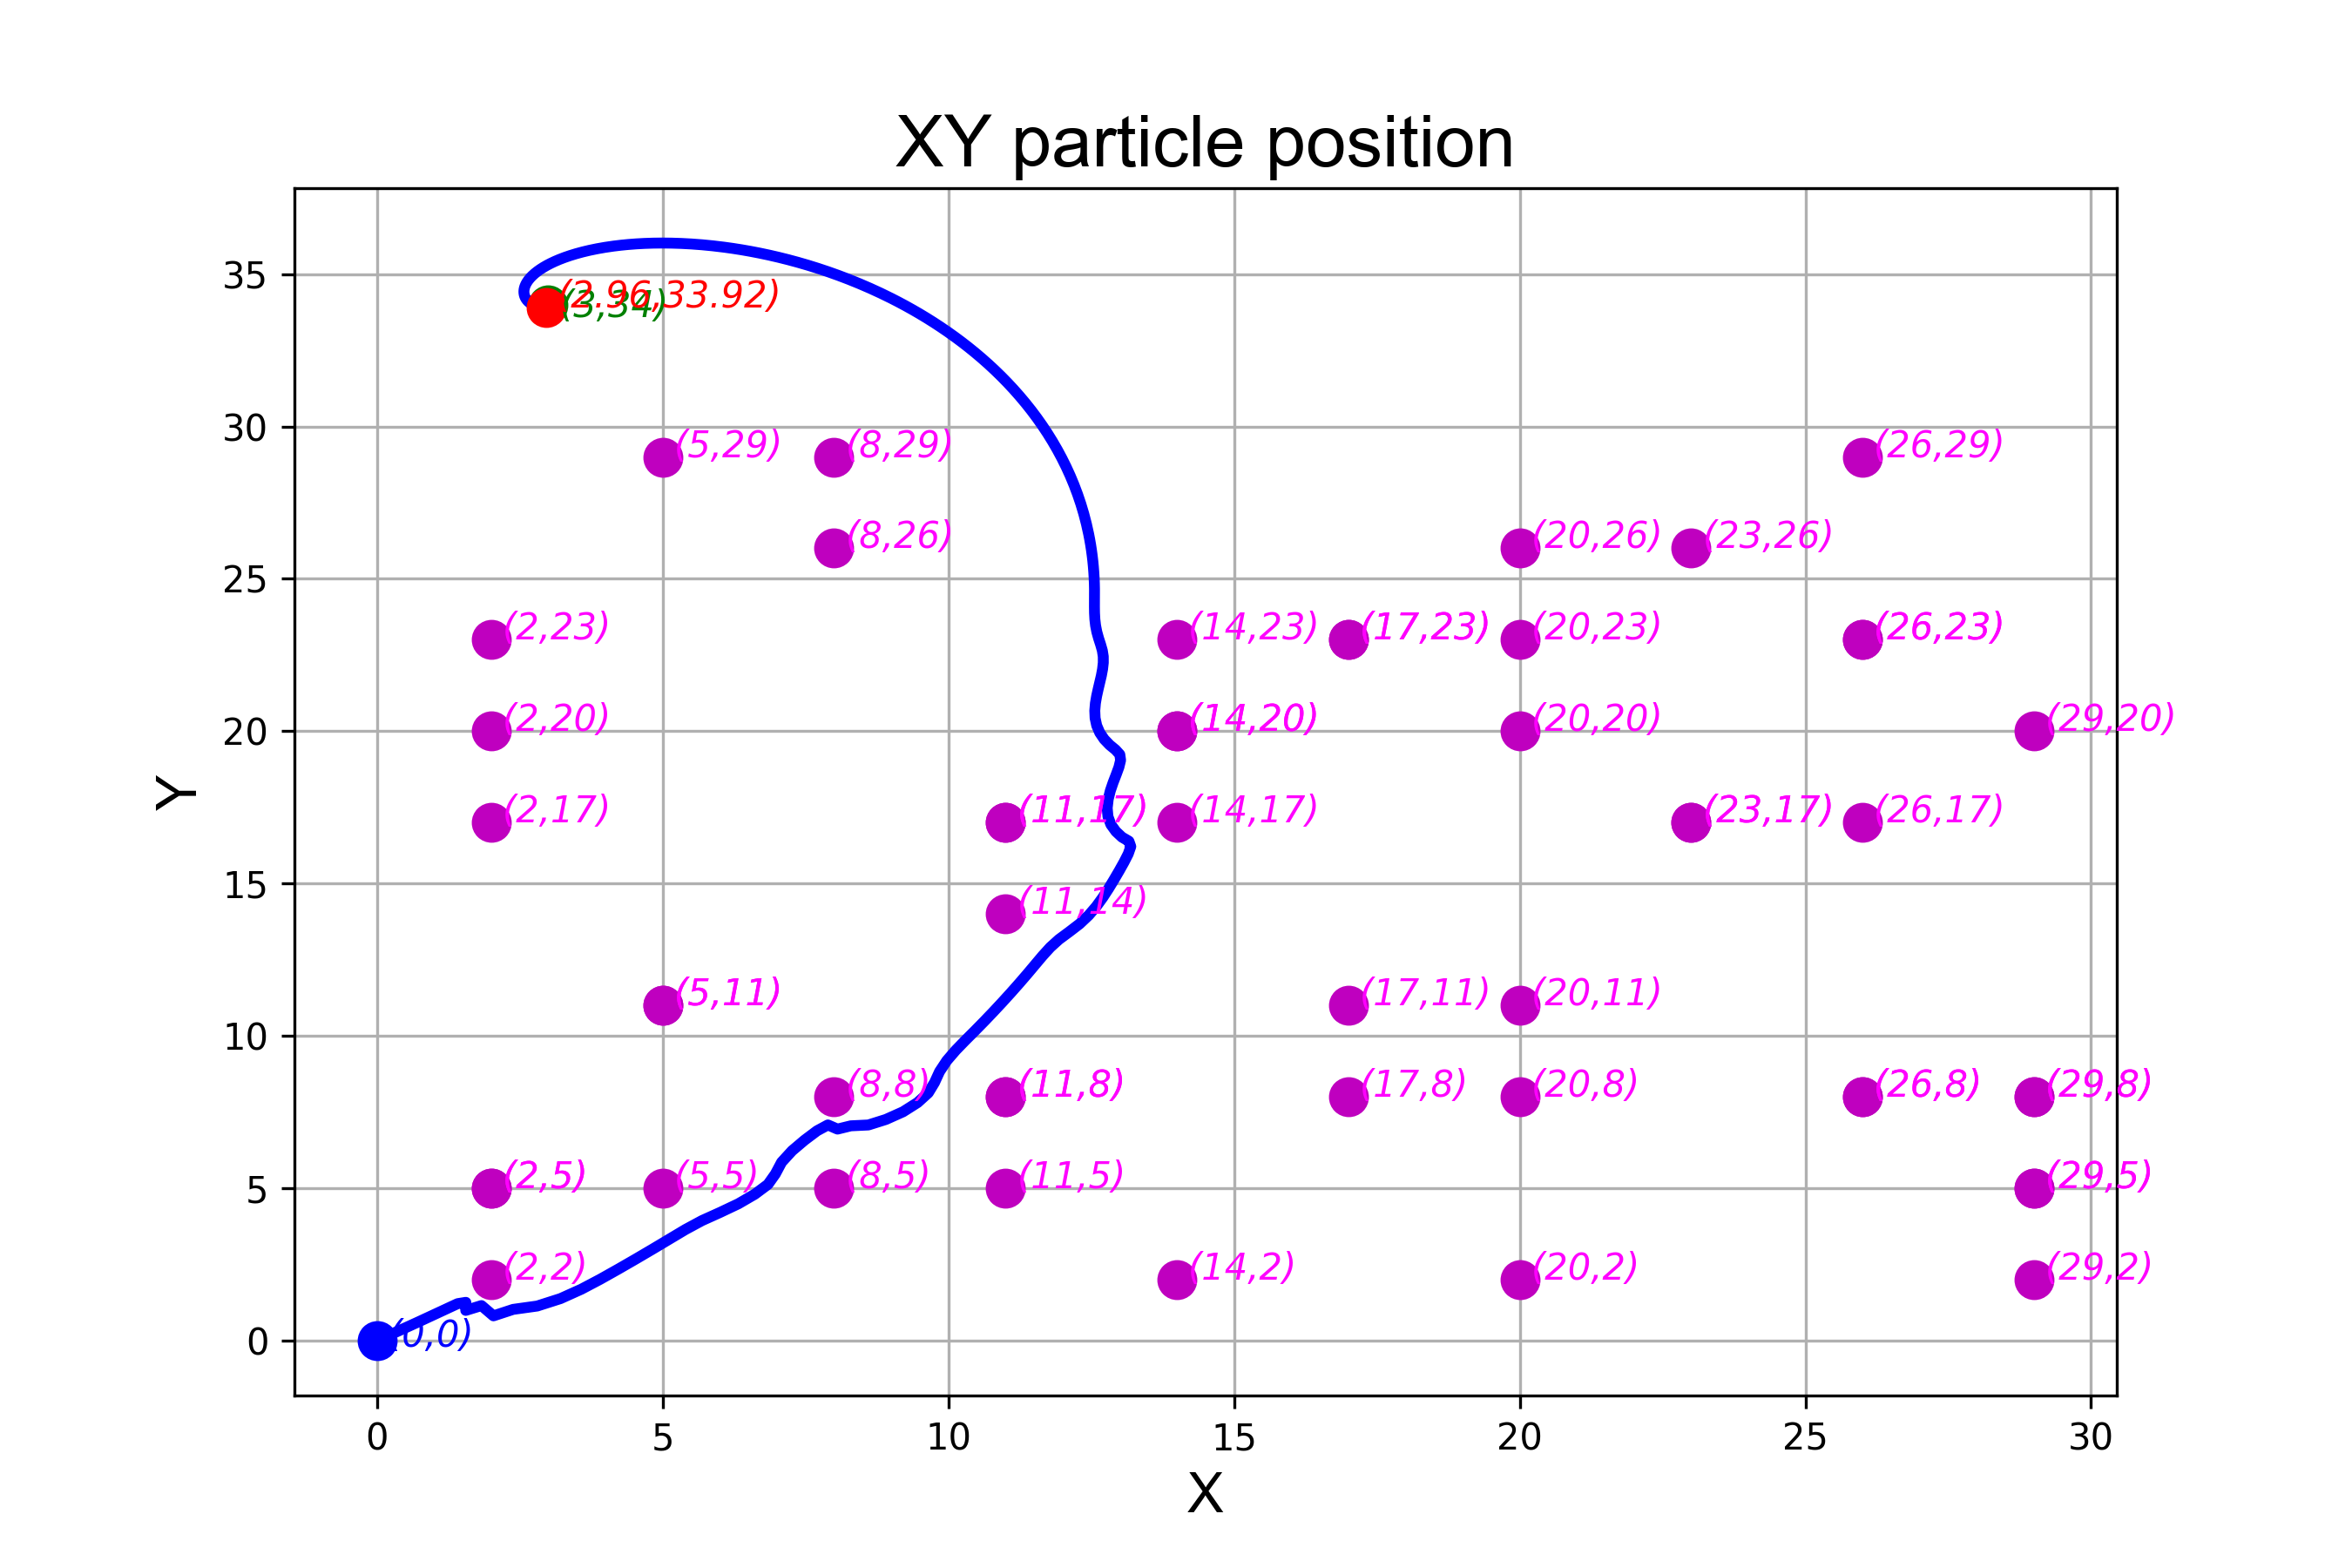 XY particle position
35
(2.96,33.92)
(3,34)
30
(5,29) (8,29) (26,29)
(8,26) (20,26) (23,26)
25
(2,23) (14,23) (17,23) (20,23) (26,23)
20
(2,20) (14,20) (20,20) (29,20)
Y
(2,17) (11,17) (14,17) (23,17) (26,17)
15
(11,14)
(5,11) (17,11) (20,11)
10
(8,8) (11,8) (17,8) (20,8) (26,8) (29,8)
5
(2,5) (5,5) (8,5) (11,5) (29,5)
(2,2) (14,2) (20,2) (29,2)
0
(0,0)
0 5 10 15 20 25 30
X